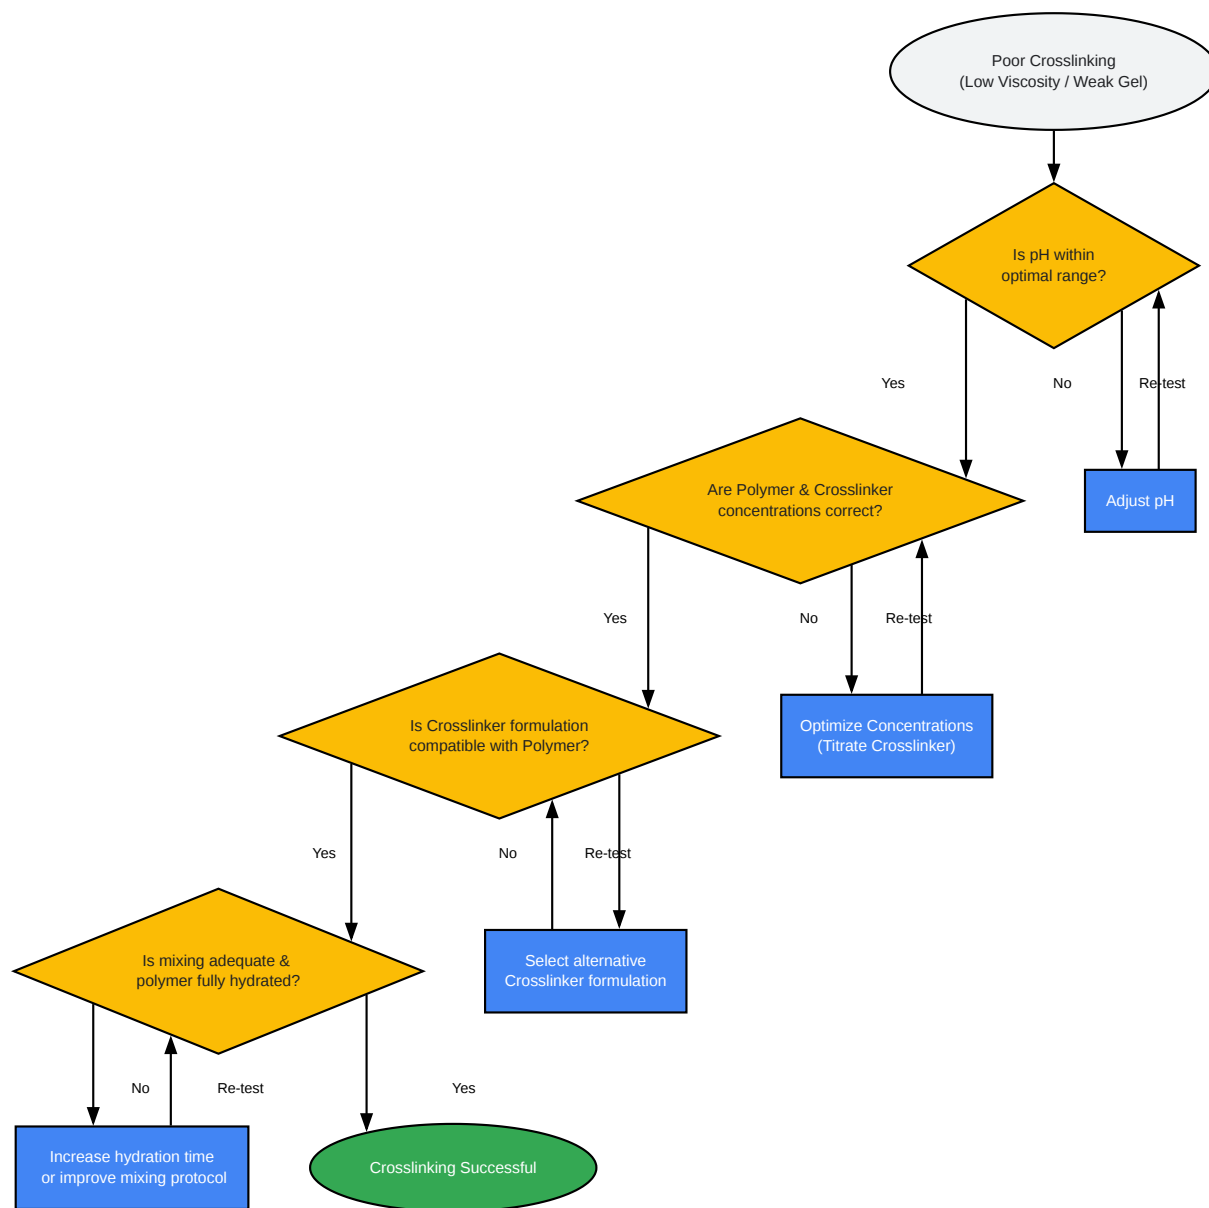 Poor Crosslinking
(Low Viscosity / Weak Gel)
Is pH within
optimal range?
Yes
No
Re-test
Adjust pH
Are Polymer & Crosslinker
concentrations correct?
Yes
No
Re-test
Optimize Concentrations
(Titrate Crosslinker)
Is Crosslinker formulation
compatible with Polymer?
Yes
No
Re-test
Select alternative
Crosslinker formulation
Is mixing adequate &
polymer fully hydrated?
No
Re-test
Yes
Increase hydration time
or improve mixing protocol
Crosslinking Successful